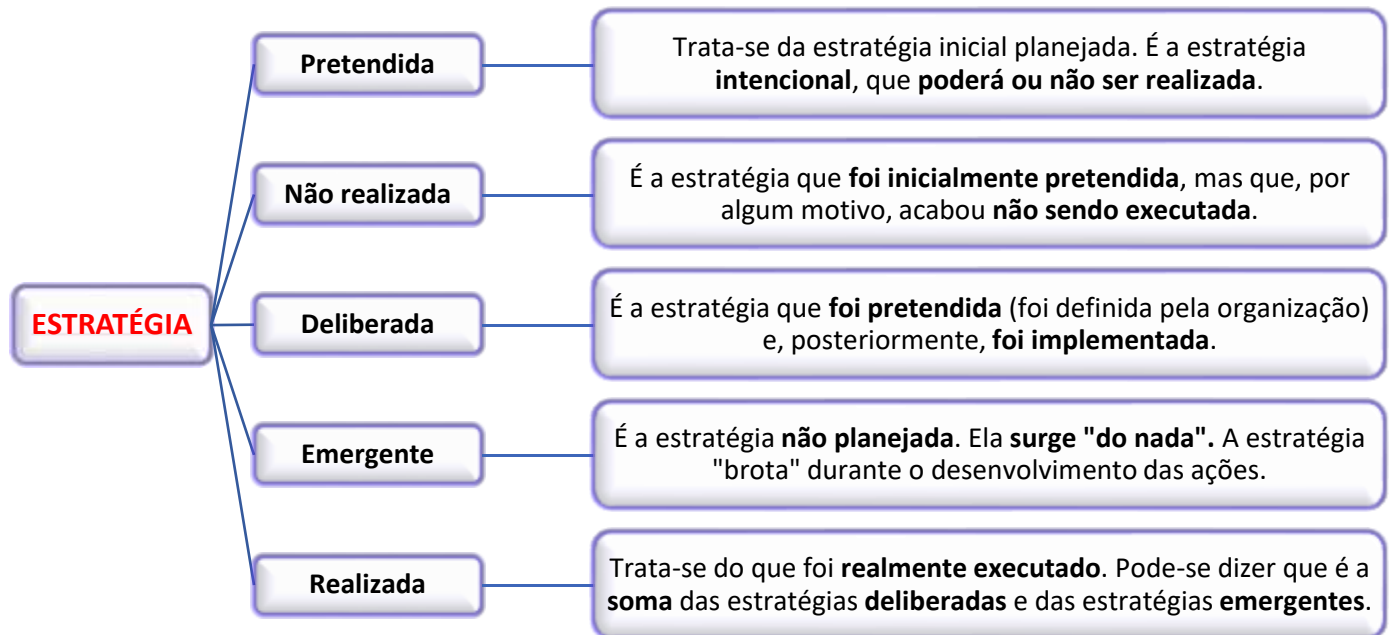 Pretendida
Trata-se da estratégia inicial planejada. É a estratégia
intencional, que poderá ou não ser realizada.
Não realizada
É a estratégia que foi inicialmente pretendida, mas que, por
algum motivo, acabou não sendo executada.
ESTRATÉGIA
Deliberada
É a estratégia que foi pretendida (foi definida pela organização)
e, posteriormente, foi implementada.
Emergente
É a estratégia não planejada. Ela surge "do nada". A estratégia
"brota" durante o desenvolvimento das ações.
Realizada
Trata-se do que foi realmente executado. Pode-se dizer que é a
soma das estratégias deliberadas e das estratégias emergentes.